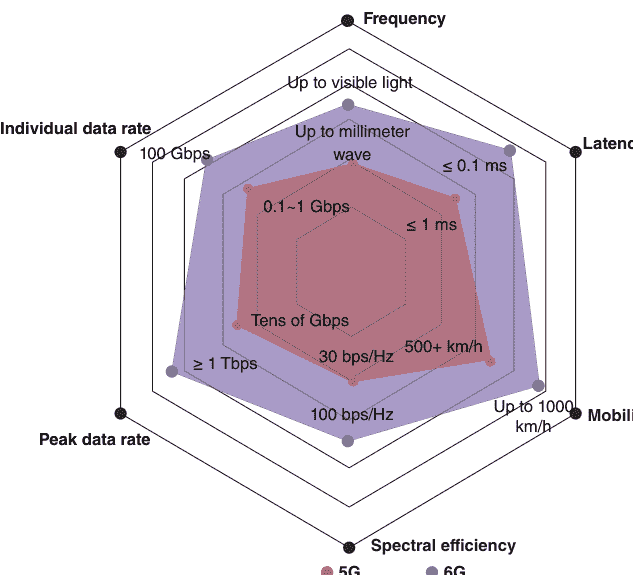 Frequency
Up to visible light
Individual data rate
Up to millimeter
wave
100 Gbps
Latenc
≤ 0.1 ms
0.1~1 Gbps
≤ 1 ms
Tens of Gbps
30 bps/Hz
500+ km/h
≥ 1 Tbps
100 bps/Hz
Up to 1000
km/h
Mobili
Peak data rate
Spectral efficiency
5G
6G